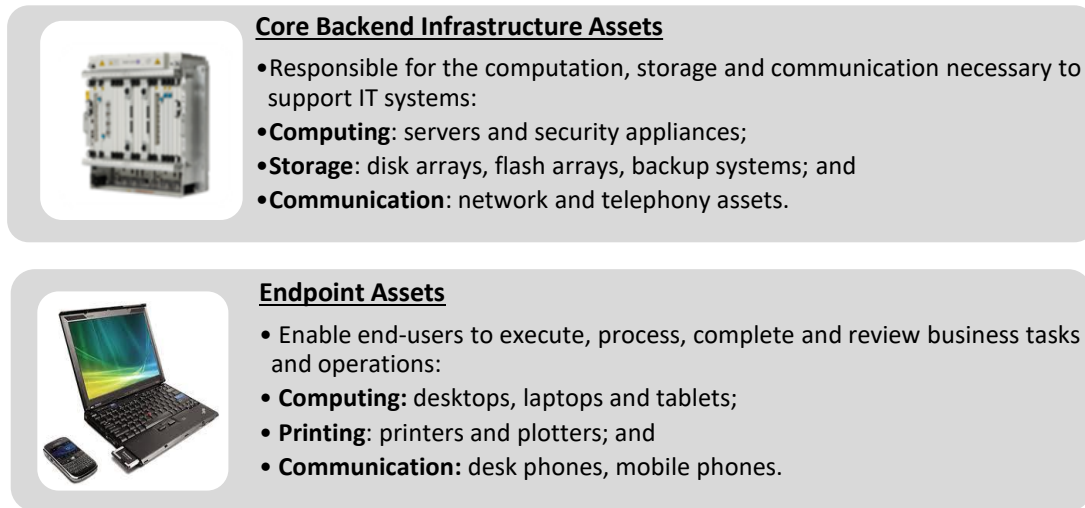 Core Backend Infrastructure Assets
•Responsible for the computation, storage and communication necessary to
support IT systems:
•Computing: servers and security appliances;
•Storage: disk arrays, flash arrays, backup systems; and
•Communication: network and telephony assets.
Endpoint Assets
• Enable end-users to execute, process, complete and review business tasks
and operations:
• Computing: desktops, laptops and tablets;
• Printing: printers and plotters; and
• Communication: desk phones, mobile phones.